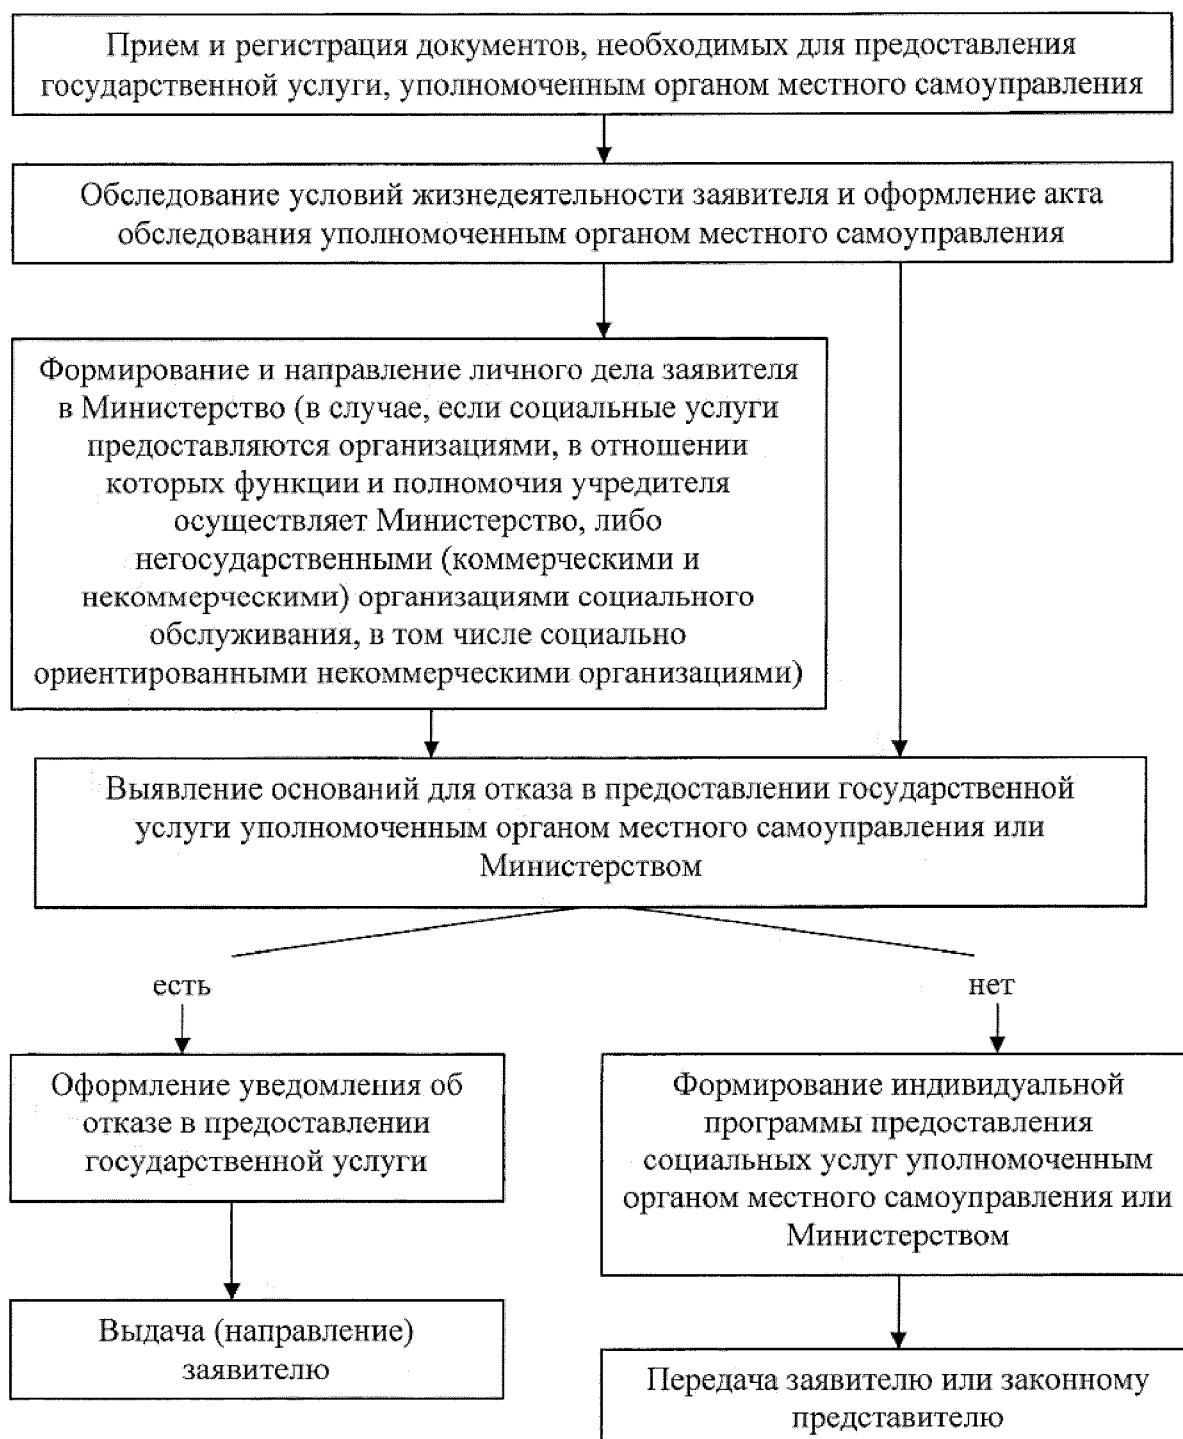 Прием и регистрация документов, необходимых для предоставления
государственной услуги, уполномоченным органом местного самоуправления
Обследование условий жизнедеятельности заявителя и оформление акта
обследования уполномоченным органом местного самоуправления
Формирование и направление личного дела заявителя
в Министерство (в случае, если социальные услуги
предоставляются организациями, в отношении
которых функции и полномочия учредителя
осуществляет Министерство, либо
негосударственными (коммерческими и
некоммерческими) организациями социального
обслуживания, в том числе социально
ориентированными некоммерческими организациями)
Выявление оснований для отказа в предоставлении государственной
услуги уполномоченным органом местного самоуправления или
Министерством
есть
нет
Оформление уведомления об
отказе в предоставлении
государственной услуги
Формирование индивидуальной
программы предоставления
социальных услуг уполномоченным
органом местного самоуправления или
Министерством
Выдача (направление)
заявителю
Передача заявителю или законному
представителю